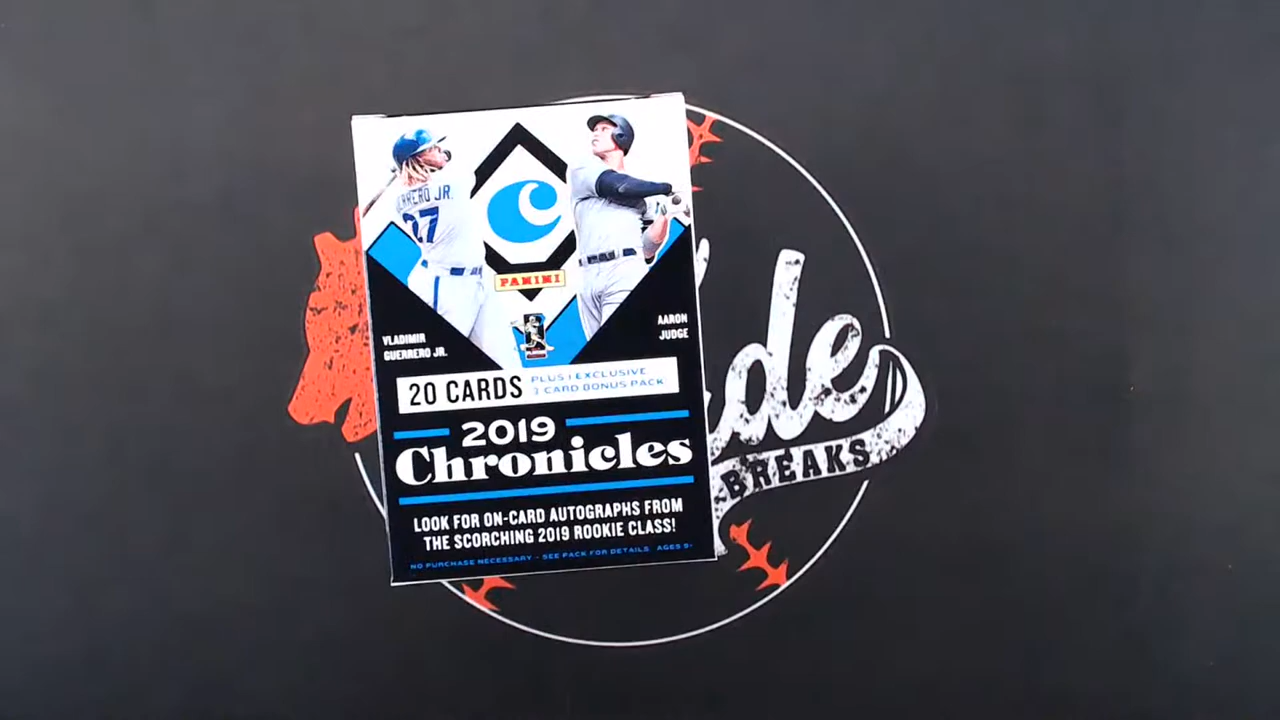 GUERRERO JR.
27
C
PANINI
VLADIMIR
GUERRERO JR.
AARON
JUDGE
20 CARDS
PLUS 1 EXCLUSIVE
3 CARD BONUS PACK
2019
Chronicles
LOOK FOR ON-CARD AUTOGRAPHS FROM
THE SCORCHING 2019 ROOKIE CLASS!
NO PURCHASE NECESSARY - SEE PACK FOR DETAILS AGES 9+
BREAKS